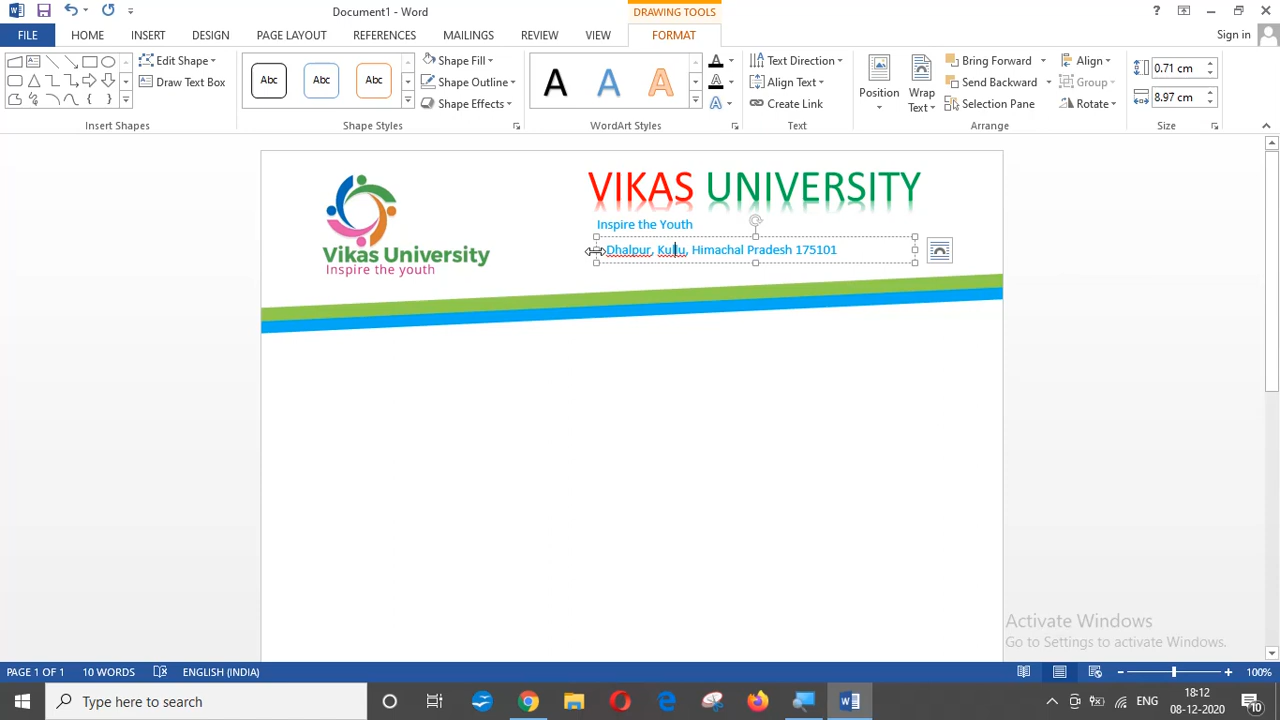 Document1 - Word
DRAWING TOOLS
Sign in
FILE
HOME
INSERT
DESIGN
PAGE LAYOUT
REFERENCES
MAILINGS
REVIEW
VIEW
FORMAT
Edit Shape
Draw Text Box
Insert Shapes
Abc
Abc
Abc
Shape Fill
Shape Outline
Shape Effects
Shape Styles
A
A
A
WordArt Styles
Text Direction
Align Text
Create Link
Text
Position
Wrap
Text
Bring Forward
Send Backward
Selection Pane
Align
Group
Rotate
Arrange
0.71 cm
8.97 cm
Size
VIKAS UNIVERSITY
Inspire the Youth
Dhalpur, Kullu, Himachal Pradesh 175101
Vikas University
Inspire the youth
Activate Windows
Go to Settings to activate Windows.
PAGE 1 OF 1
10 WORDS
ENGLISH (INDIA)
100%
Type here to search
ENG
18:12
08-12-2020
10